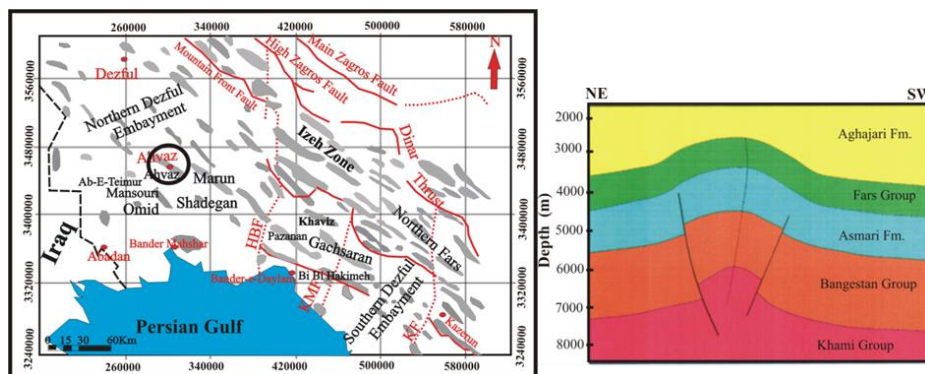 260000 340000 420000 500000 580000
N
3560000 3480000 3400000 3320000 3240000
Dezful
Northern Dezful
Embayment
Mountain Front Fault
High Zagros Fault
Main Zagros Fault
Izeh Zone
Dinar
Thrust
Ahvaz
Ahvaz
Ab-E-Teimur
Mansouri
Omid
Marun
Shadegan
Iraq
Abadan
Bander Mahshar
HBF
Khaviz
Pazanan
Gachsaran
Northern Fars
Bander-e-Daylam
Bi Bl Hakimeh
KMF
Southern Dezful
Embayment
KF
Kazerun
Persian Gulf
0 15 30 60Km
3560000 3480000 3400000 3320000 3240000
260000 340000 420000 500000 580000
NE SW
Depth (m)
2000
3000
4000
5000
6000
7000
8000
Aghajari Fm.
Fars Group
Asmari Fm.
Bangestan Group
Khami Group